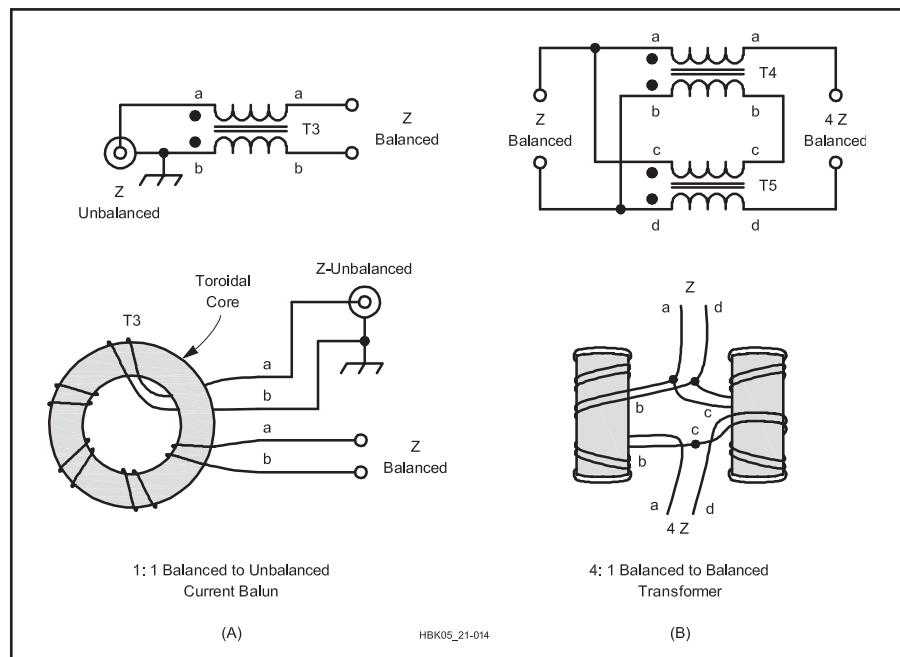 a a
T3
b b
Z
Balanced
Z
Unbalanced
a a
T4
b b
Z
Balanced
4 Z
Balanced
c c
T5
d d
Toroidal
Core
T3
Z-Unbalanced
a
b
a
b
Z
Balanced
1: 1 Balanced to Unbalanced
Current Balun
(A)
Z
a d
b c
c
b
a d
4 Z
4: 1 Balanced to Balanced
Transformer
(B)
HBK05_21-014